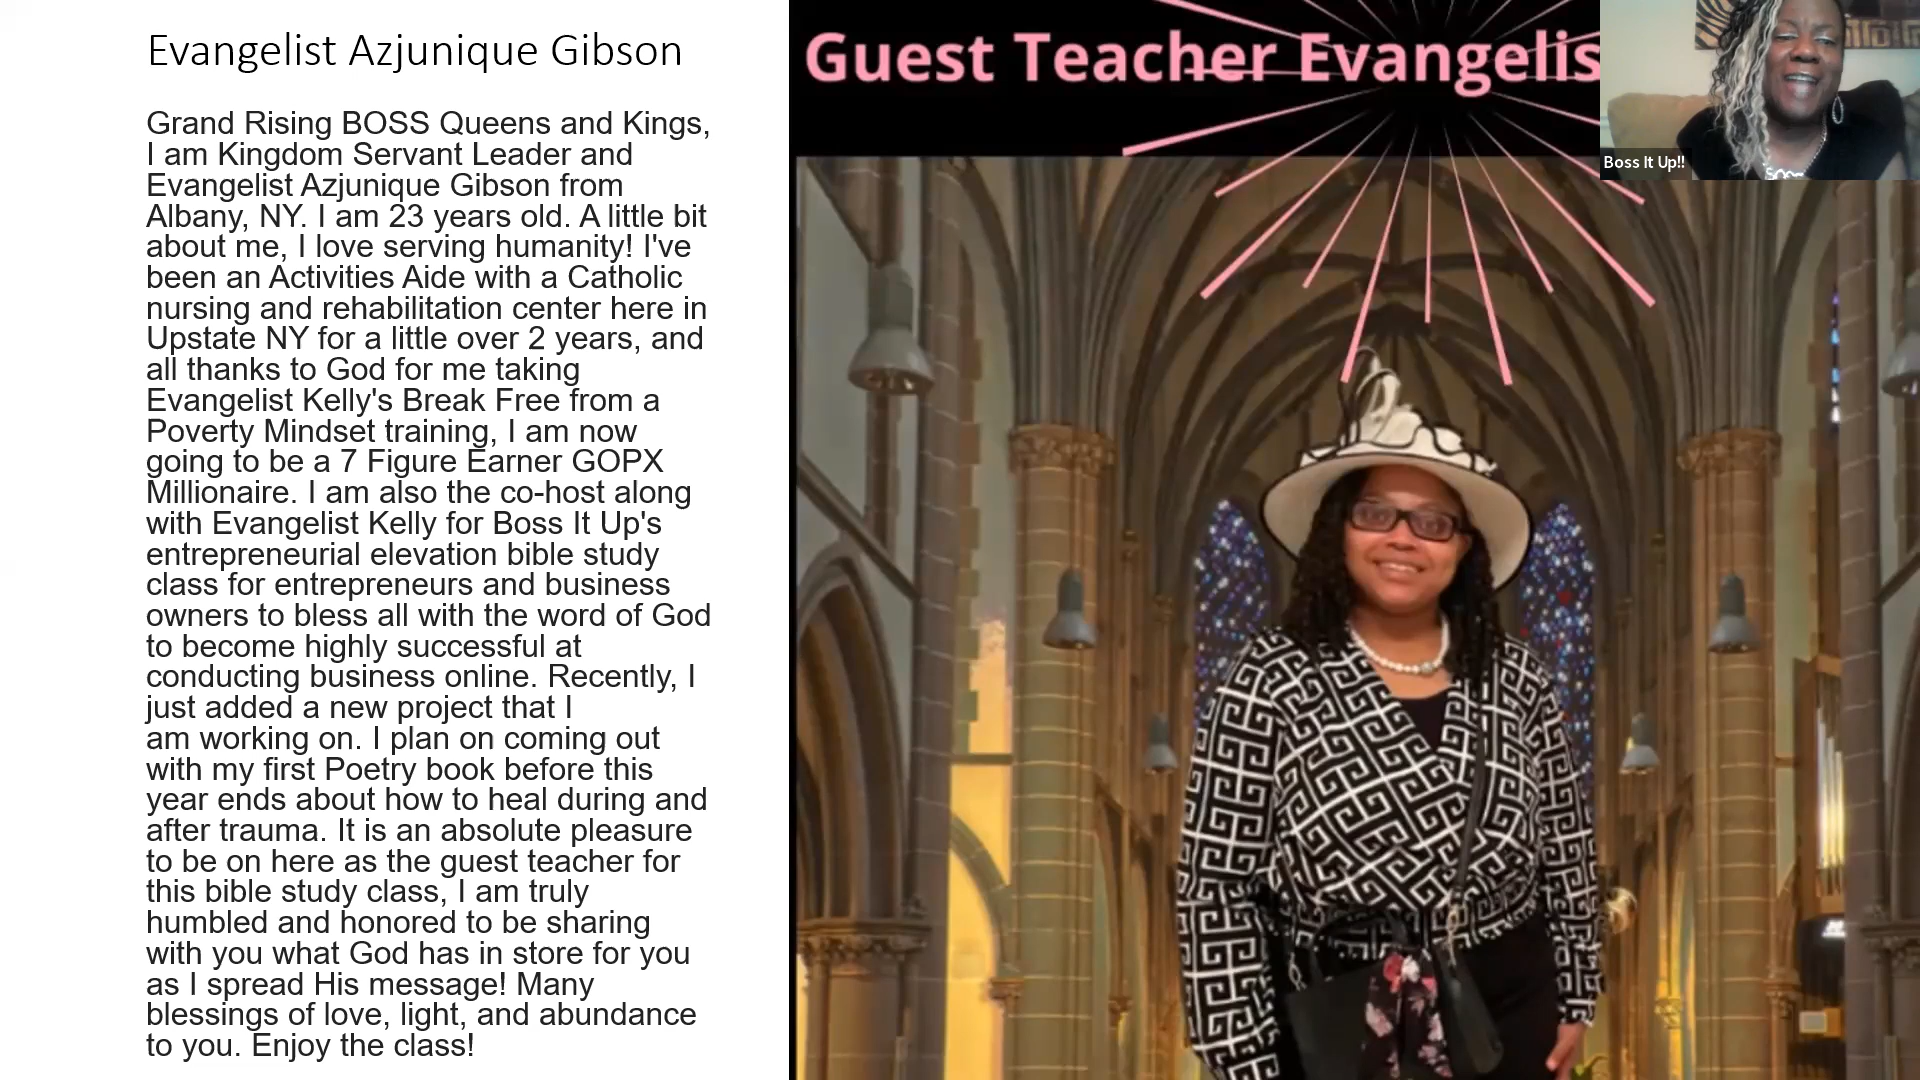 Evangelist Azjunique Gibson
Grand Rising BOSS Queens and Kings,
I am Kingdom Servant Leader and
Evangelist Azjunique Gibson from
Albany, NY. I am 23 years old. A little bit
about me, I love serving humanity! I've
been an Activities Aide with a Catholic
nursing and rehabilitation center here in
Upstate NY for a little over 2 years, and
all thanks to God for me taking
Evangelist Kelly's Break Free from a
Poverty Mindset training, I am now
going to be a 7 Figure Earner GOPX
Millionaire. I am also the co-host along
with Evangelist Kelly for Boss It Up's
entrepreneurial elevation bible study
class for entrepreneurs and business
owners to bless all with the word of God
to become highly successful at
conducting business online. Recently, I
just added a new project that I
am working on. I plan on coming out
with my first Poetry book before this
year ends about how to heal during and
after trauma. It is an absolute pleasure
to be on here as the guest teacher for
this bible study class, I am truly
humbled and honored to be sharing
with you what God has in store for you
as I spread His message! Many
blessings of love, light, and abundance
to you. Enjoy the class!
Guest Teacher Evangelis
Boss It Up!!